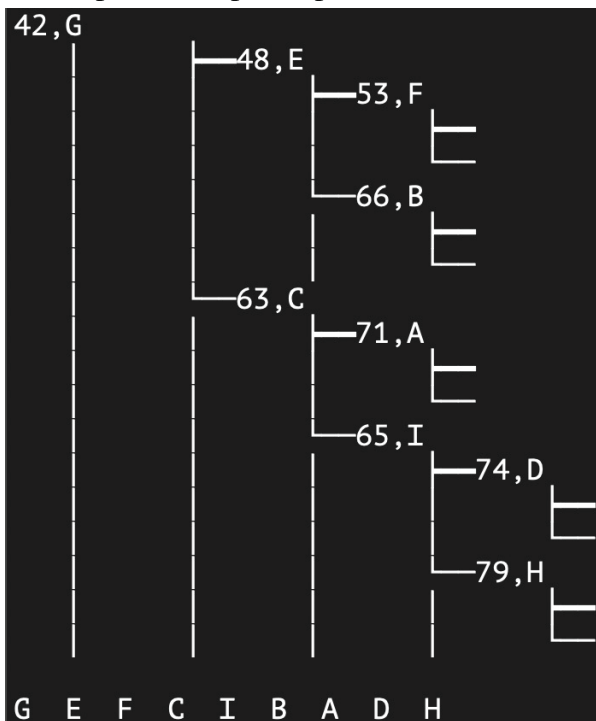 42,G
48,E
53,F
66,B
63,C
71,A
65,I
74,D
79,H
G E F C I B A D H